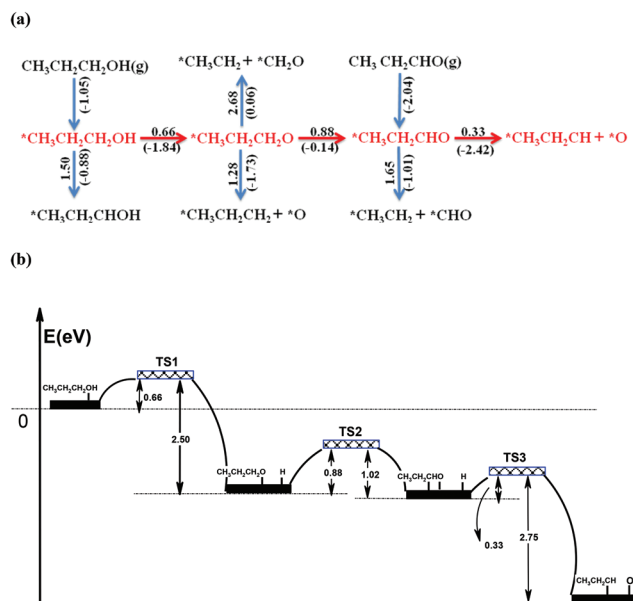 (a)
CH₃CH₂CH₂OH(g) *CH₃CH₂ + *CH₂O CH₃ CH₂CHO(g)
(-1.05) 2.68 (0.06) (-2.04)
*CH₃CH₂CH₂OH 0.66 (-1.84) *CH₃CH₂CH₂O 0.88 (-0.14) *CH₃CH₂CHO 0.33 (-2.42) *CH₃CH₂CH + *O
1.50 (-0.88) 1.28 (-1.73) 1.65 (-1.01)
*CH₃CH₂CHOH *CH₃CH₂CH₂ + *O *CH₃CH₂ + *CHO
(b)
E(eV)
TS1
CH₃CH₂CH₂OH
0.66
0
TS2
2.50
CH₃CH₂CH₂O H
0.88
1.02
TS3
CH₃CH₂CHO H
0.33
2.75
CH₃CH₂CH O